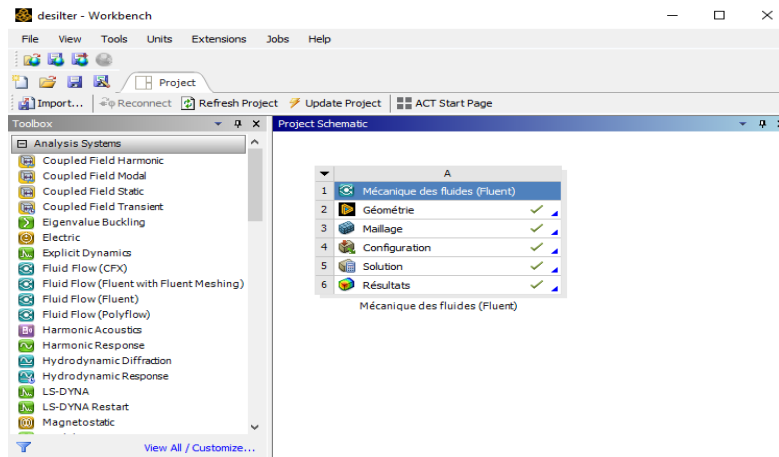 desilter - Workbench
File View Tools Units Extensions Jobs Help
Project
Import... Reconnect Refresh Project Update Project ACT Start Page
Toolbox
Analysis Systems
Coupled Field Harmonic
Coupled Field Modal
Coupled Field Static
Coupled Field Transient
Eigenvalue Buckling
Electric
Explicit Dynamics
Fluid Flow (CFX)
Fluid Flow (Fluent with Fluent Meshing)
Fluid Flow (Fluent)
Fluid Flow (Polyflow)
Harmonic Acoustics
Harmonic Response
Hydrodynamic Diffraction
Hydrodynamic Response
LS-DYNA
LS-DYNA Restart
Magnetostatic
View All / Customize...
Project Schematic
A
1 Mécanique des fluides (Fluent)
2 Géométrie
3 Maillage
4 Configuration
5 Solution
6 Résultats
Mécanique des fluides (Fluent)